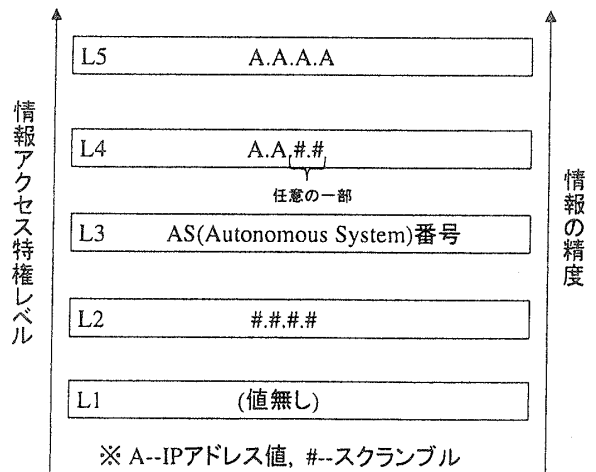 L5 A.A.A.A
L4 A.A.#.#
任意の一部
L3 AS(Autonomous System)番号
L2 #.#.#.#
L1 (値無し)
情報アクセス特権レベル
情報の精度
※ A--IPアドレス値, #--スクランブル